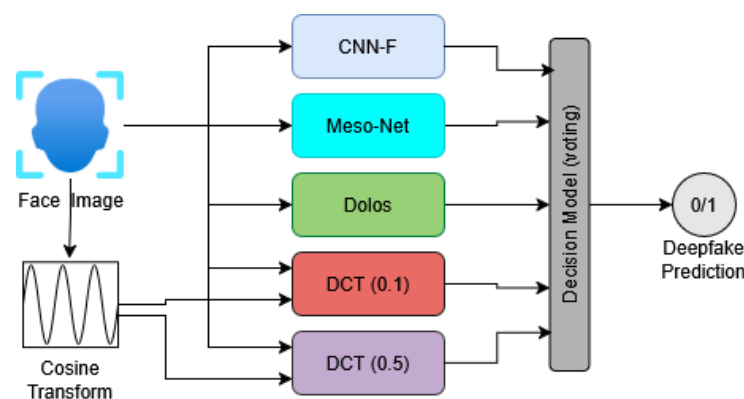 CNN-F
Meso-Net
Face Image
Dolos
DCT (0.1)
DCT (0.5)
Cosine
Transform
Decision Model (voting)
0/1
Deepfake
Prediction